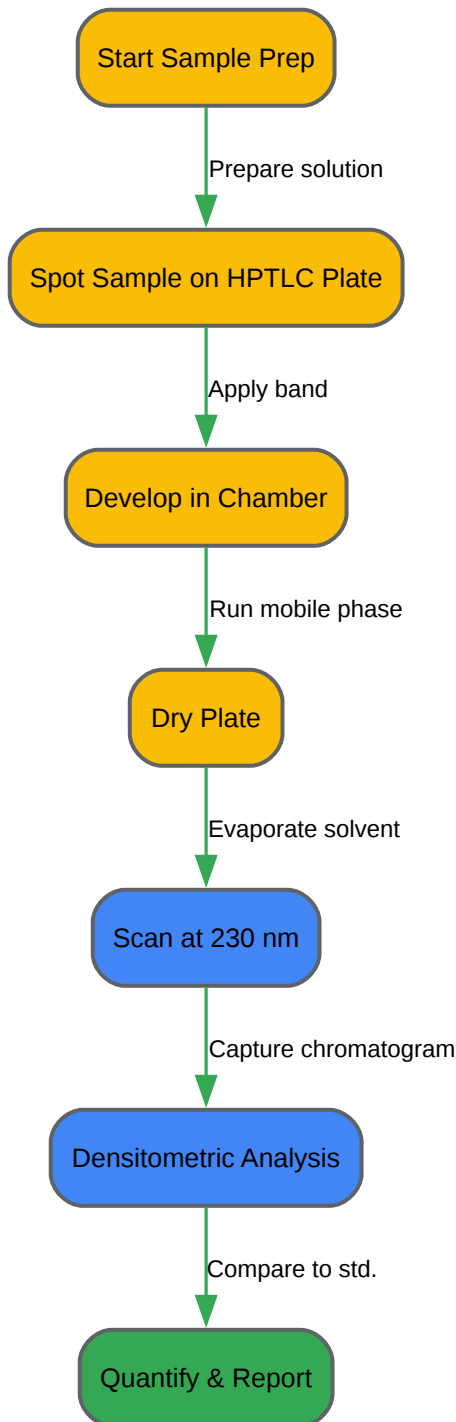 Start Sample Prep
Prepare solution
Spot Sample on HPTLC Plate
Apply band
Develop in Chamber
Run mobile phase
Dry Plate
Evaporate solvent
Scan at 230 nm
Capture chromatogram
Densitometric Analysis
Compare to std.
Quantify & Report